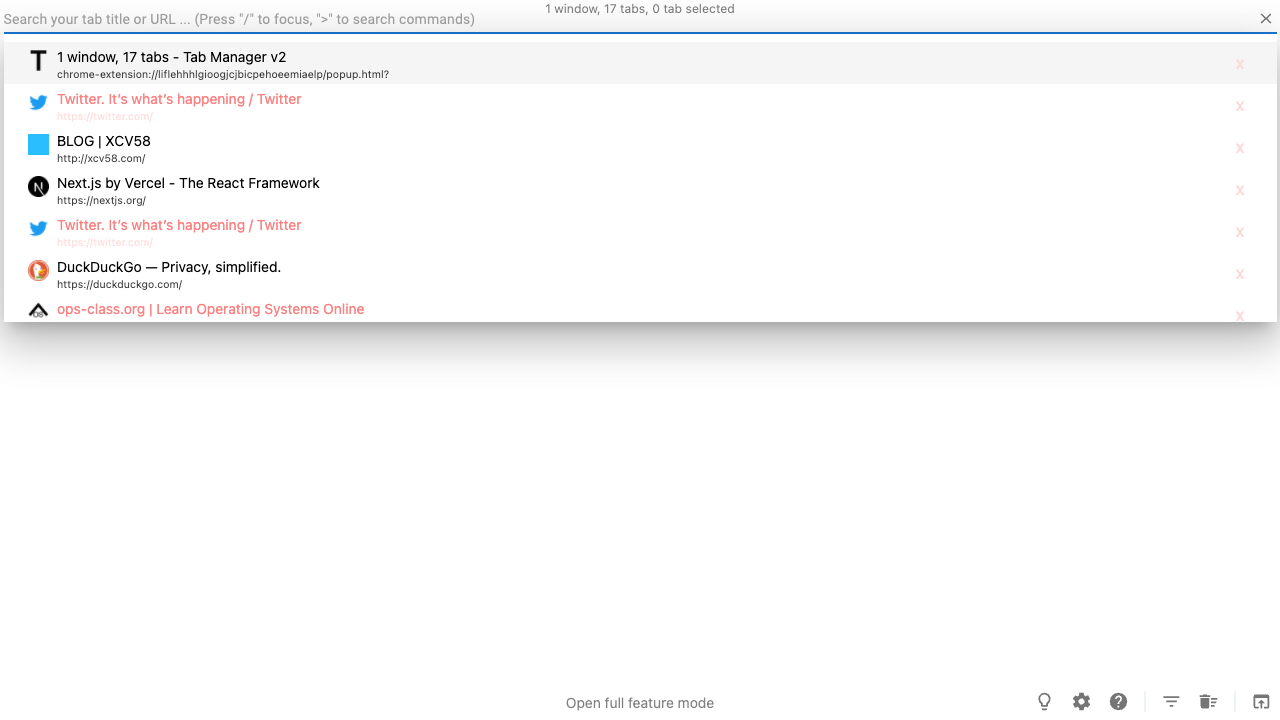 1 window, 17 tabs, 0 tab selected
Search your tab title or URL ... (Press "/" to focus, ">" to search commands)
1 window, 17 tabs - Tab Manager v2
chrome-extension://liflehhhlgioogjcjbicpehoeemiaelp/popup.html?
x
Twitter. It's what's happening / Twitter
https://twitter.com/
x
BLOG | XCV58
http://xcv58.com/
x
Next.js by Vercel - The React Framework
https://nextjs.org/
x
Twitter. It's what's happening / Twitter
https://twitter.com/
x
DuckDuckGo — Privacy, simplified.
https://duckduckgo.com/
x
ops-class.org | Learn Operating Systems Online
x
Open full feature mode